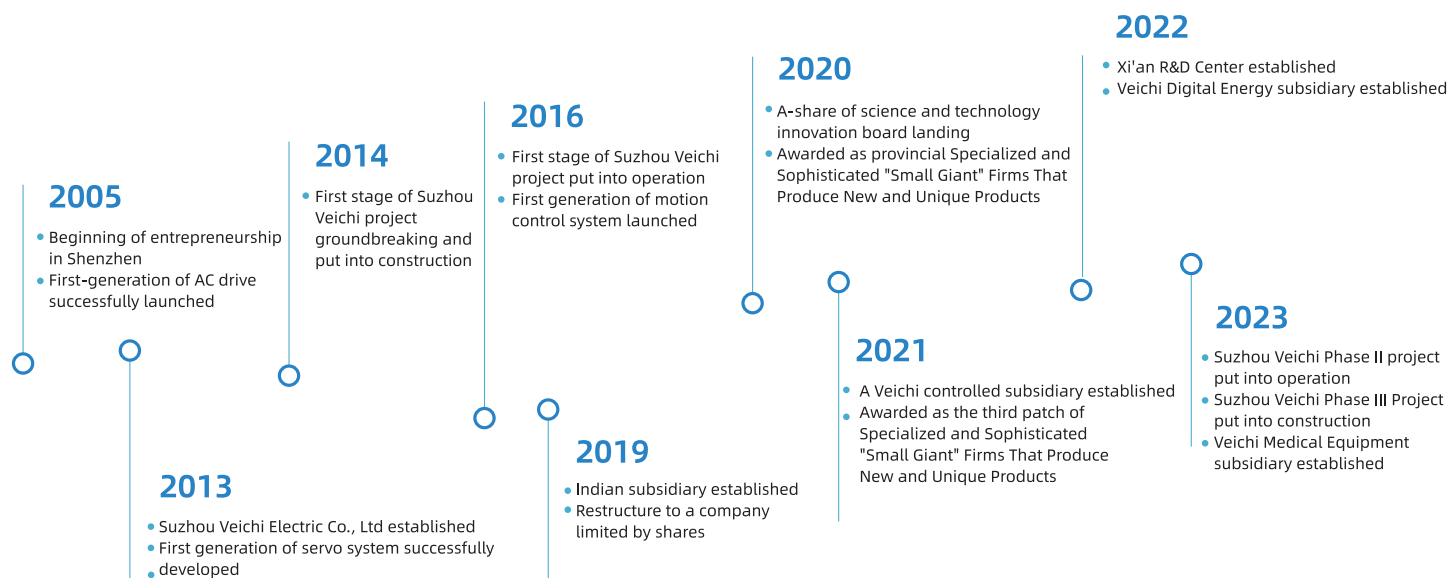 2005
Beginning of entrepreneurship
in Shenzhen
First-generation of AC drive
successfully launched
2013
Suzhou Veichi Electric Co., Ltd established
First generation of servo system successfully
developed
2014
First stage of Suzhou
Veichi project
groundbreaking and
put into construction
2016
First stage of Suzhou Veichi
project put into operation
First generation of motion
control system launched
2019
Indian subsidiary established
Restructure to a company
limited by shares
2020
A-share of science and technology
innovation board landing
Awarded as provincial Specialized and
Sophisticated "Small Giant" Firms That
Produce New and Unique Products
2021
A Veichi controlled subsidiary established
Awarded as the third patch of
Specialized and Sophisticated
"Small Giant" Firms That Produce
New and Unique Products
2022
Xi'an R&D Center established
Veichi Digital Energy subsidiary established
2023
Suzhou Veichi Phase II project
put into operation
Suzhou Veichi Phase III Project
put into construction
Veichi Medical Equipment
subsidiary established